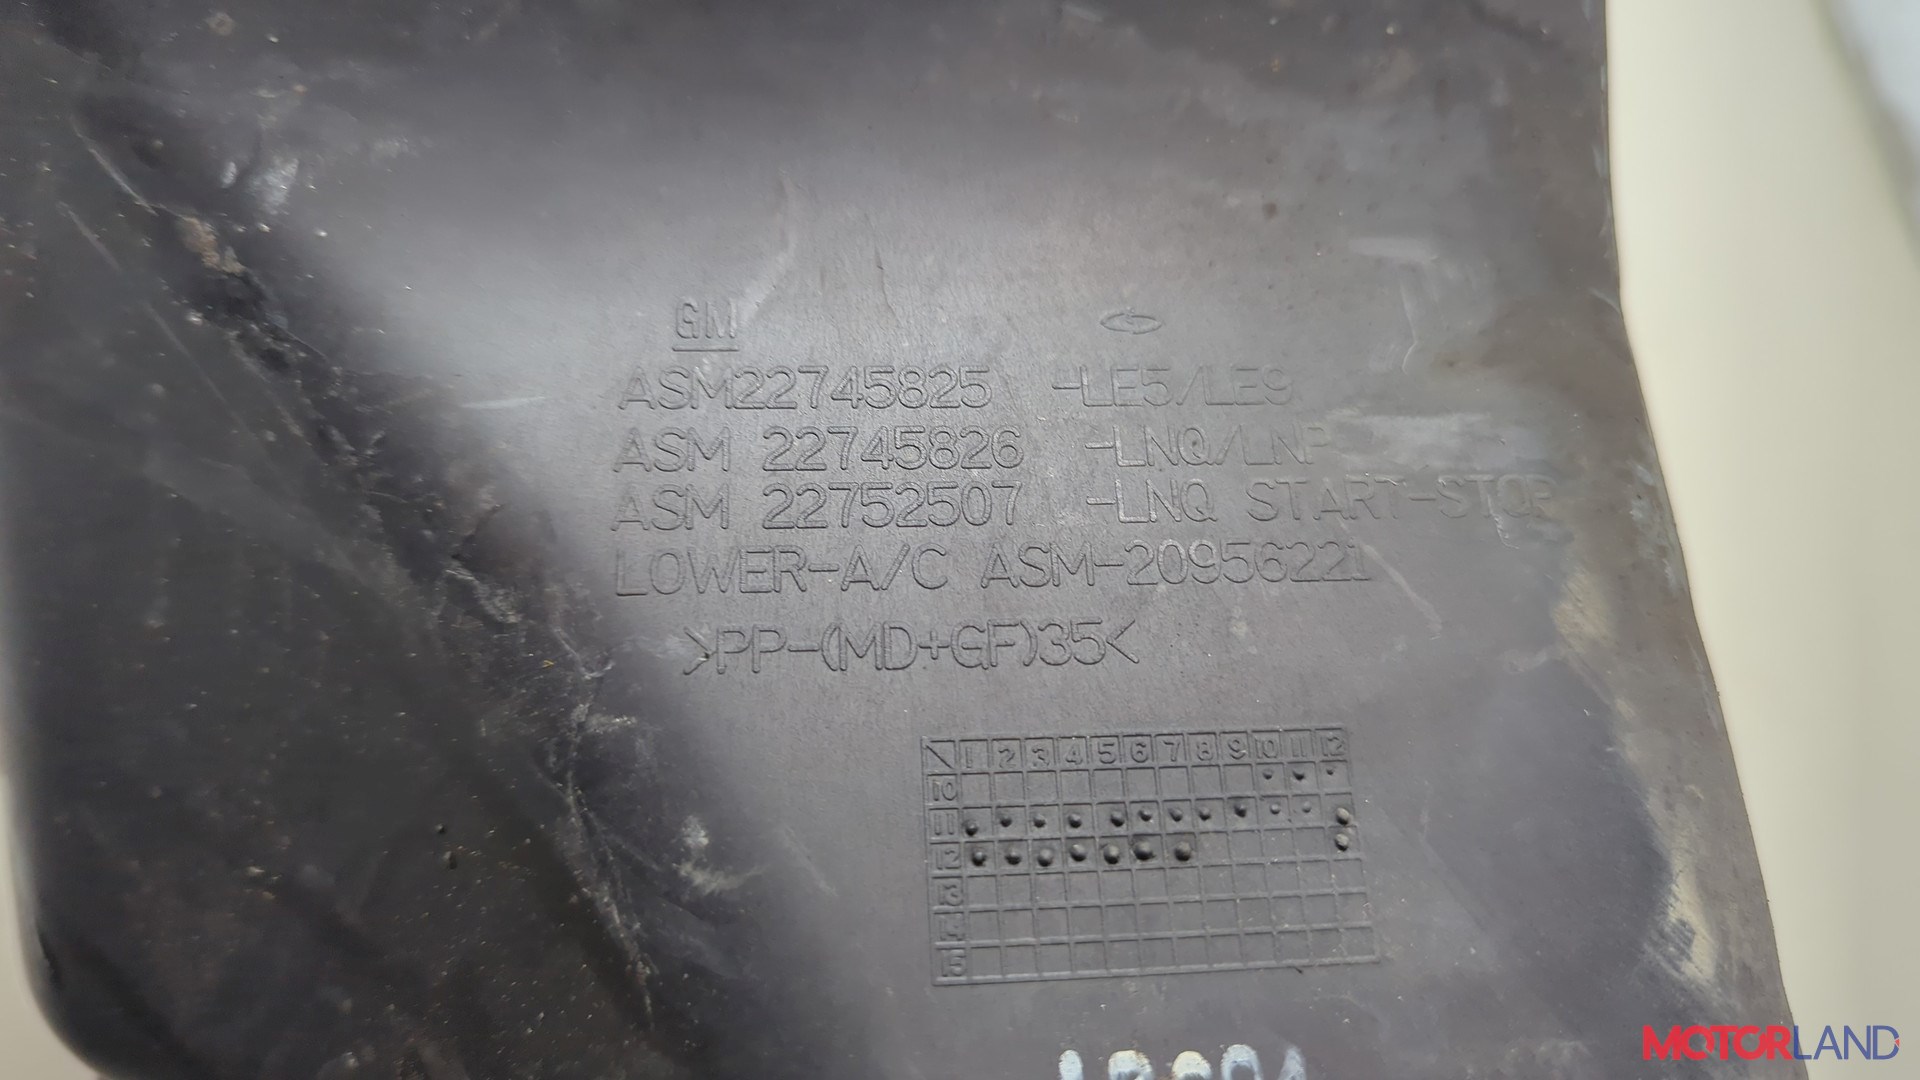 GM
ASM22745825 -LE5/LE9
ASM 22745826 -LNQ/LNP
ASM 22752507 -LNQ START-STOP
LOWER-A/C ASM-20956221
>PP-(MD+GF)35<
1 2 3 4 5 6 7 8 9 10 11 12
10
11
12
13
14
15
MOTORLAND